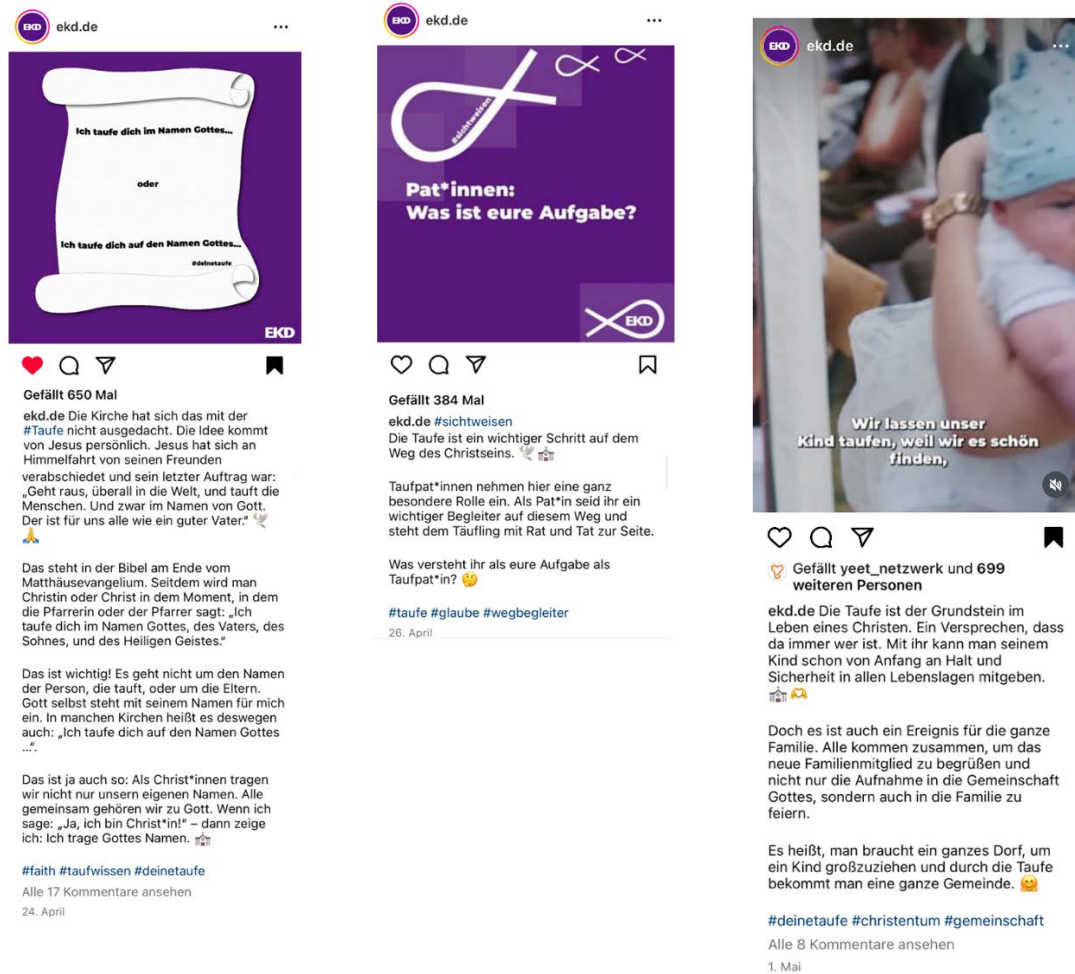 EKD ekd.de
Ich taufe dich im Namen Gottes...
oder
Ich taufe dich auf den Namen Gottes...
#deinetaufe
EKD
Gefällt 650 Mal
ekd.de Die Kirche hat sich das mit der
#Taufe nicht ausgedacht. Die Idee kommt
von Jesus persönlich. Jesus hat sich an
Himmelfahrt von seinen Freunden
verabschiedet und sein letzter Auftrag war:
„Geht raus, überall in die Welt, und tauft die
Menschen. Und zwar im Namen von Gott.
Der ist für uns alle wie ein guter Vater.“ 🕊️
🙏
Das steht in der Bibel am Ende vom
Matthäusevangelium. Seitdem wird man
Christin oder Christ in dem Moment, in dem
die Pfarrerin oder der Pfarrer sagt: „Ich
taufe dich im Namen Gottes, des Vaters, des
Sohnes, und des Heiligen Geistes.“
Das ist wichtig! Es geht nicht um den Namen
der Person, die tauft, oder um die Eltern.
Gott selbst steht mit seinem Namen für mich
ein. In manchen Kirchen heißt es deswegen
auch: „Ich taufe dich auf den Namen Gottes
...“.
Das ist ja auch so: Als Christ*innen tragen
wir nicht nur unsern eigenen Namen. Alle
gemeinsam gehören wir zu Gott. Wenn ich
sage: „Ja, ich bin Christ*in!“ – dann zeige
ich: Ich trage Gottes Namen. 💒
#faith #taufwissen #deinetaufe
Alle 17 Kommentare ansehen
24. April
EKD ekd.de
#sichtweisen
Pat*innen:
Was ist eure Aufgabe?
EKD
Gefällt 384 Mal
ekd.de #sichtweisen
Die Taufe ist ein wichtiger Schritt auf dem
Weg des Christseins. 🕊️ 💒
Taufpat*innen nehmen hier eine ganz
besondere Rolle ein. Als Pat*in seid ihr ein
wichtiger Begleiter auf diesem Weg und
steht dem Täufling mit Rat und Tat zur Seite.
Was versteht ihr als eure Aufgabe als
Taufpat*in? 🤔
#taufe #glaube #wegbegleiter
26. April
EKD ekd.de
Wir lassen unser
Kind taufen, weil wir es schön
finden,
Gefällt yeet_netzwerk und 699
weiteren Personen
ekd.de Die Taufe ist der Grundstein im
Leben eines Christen. Ein Versprechen, dass
da immer wer ist. Mit ihr kann man seinem
Kind schon von Anfang an Halt und
Sicherheit in allen Lebenslagen mitgeben.
💒 🫶
Doch es ist auch ein Ereignis für die ganze
Familie. Alle kommen zusammen, um das
neue Familienmitglied zu begrüßen und
nicht nur die Aufnahme in die Gemeinschaft
Gottes, sondern auch in die Familie zu
feiern.
Es heißt, man braucht ein ganzes Dorf, um
ein Kind großzuziehen und durch die Taufe
bekommt man eine ganze Gemeinde. 🤗
#deinetaufe #christentum #gemeinschaft
Alle 8 Kommentare ansehen
1. Mai